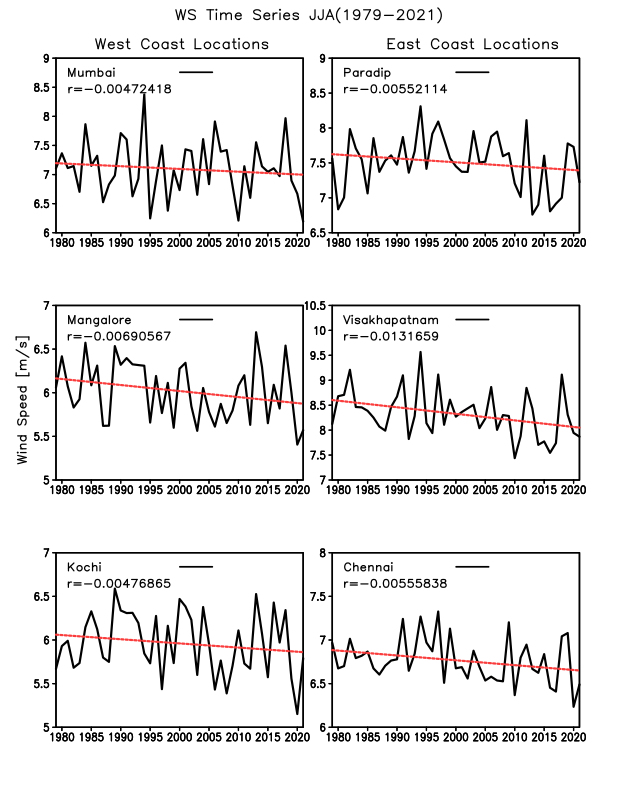 WS Time Series JJA(1979−2021)
West Coast Locations
East Coast Locations
Mumbai
r=−0.00472418
9
8.5
8
7.5
7
6.5
6
1980 1985 1990 1995 2000 2005 2010 2015 2020
Paradip
r=−0.00552114
9
8.5
8
7.5
7
6.5
1980 1985 1990 1995 2000 2005 2010 2015 2020
Wind Speed [m/s]
Mangalore
r=−0.00690567
7
6.5
6
5.5
5
1980 1985 1990 1995 2000 2005 2010 2015 2020
Visakhapatnam
r=−0.0131659
10.5
10
9.5
9
8.5
8
7.5
7
1980 1985 1990 1995 2000 2005 2010 2015 2020
Kochi
r=−0.00476865
7
6.5
6
5.5
5
1980 1985 1990 1995 2000 2005 2010 2015 2020
Chennai
r=−0.00555838
8
7.5
7
6.5
6
1980 1985 1990 1995 2000 2005 2010 2015 2020